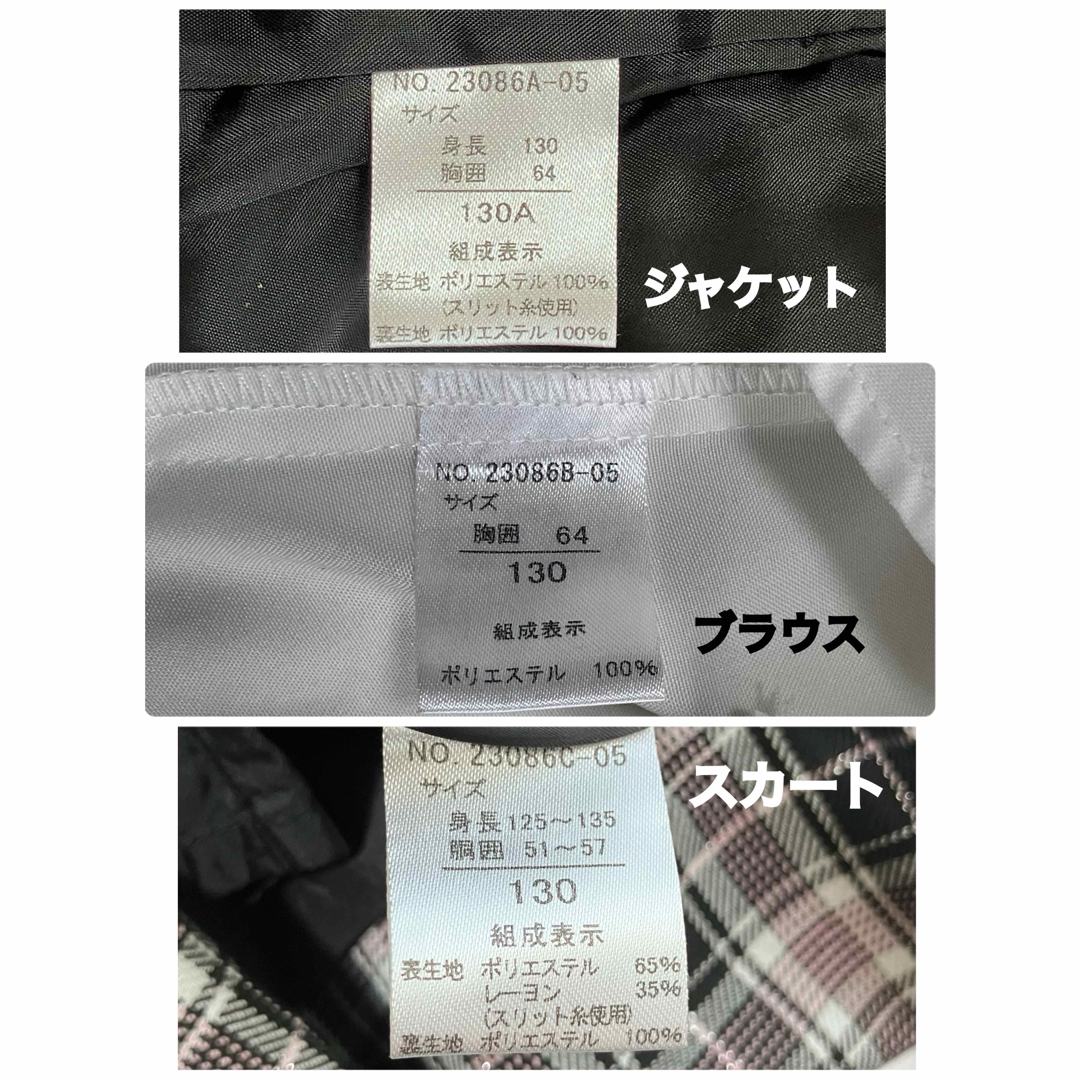 NO. 23086A-05
サイズ
身長 130
胸囲 64
130A
組成表示
表生地 ポリエステル 100%
(スリット糸使用)
裏生地 ポリエステル 100%
ジャケット
NO. 23086B-05
サイズ
胸囲 64
130
組成表示
ポリエステル 100%
ブラウス
NO. 23086C-05
サイズ
身長 125～135
胴囲 51～57
130
組成表示
表生地 ポリエステル 65%
レーヨン 35%
(スリット糸使用)
裏生地 ポリエステル 100%
スカート